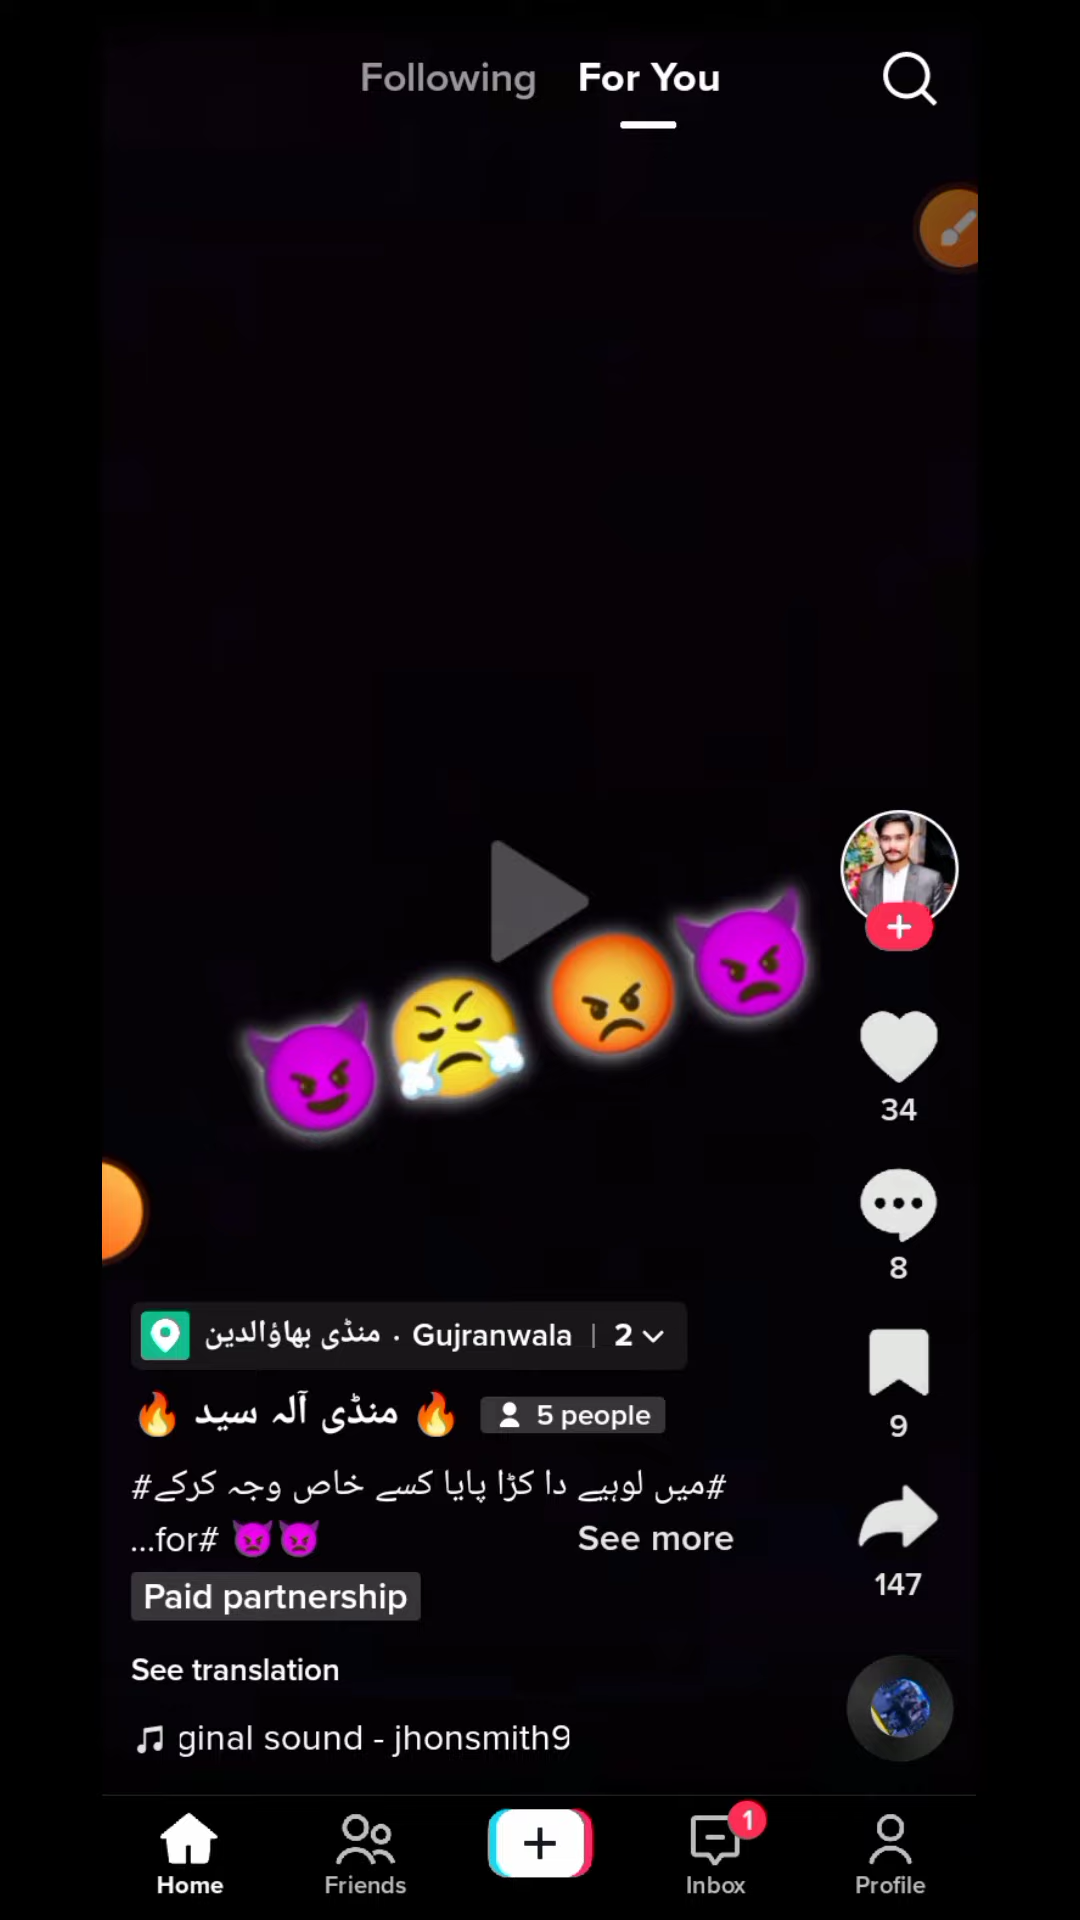 Following For You
34
8
منڈی بهاؤالدین · Gujranwala | 2
9
🔥 منڈی آلہ سید 🔥 5 people
#میں لوہیے دا کڑا پایا کسے خاص وجہ کرکے#
...for# 👿👿 See more
147
Paid partnership
See translation
ginal sound - jhonsmith9
1
Home Friends Inbox Profile